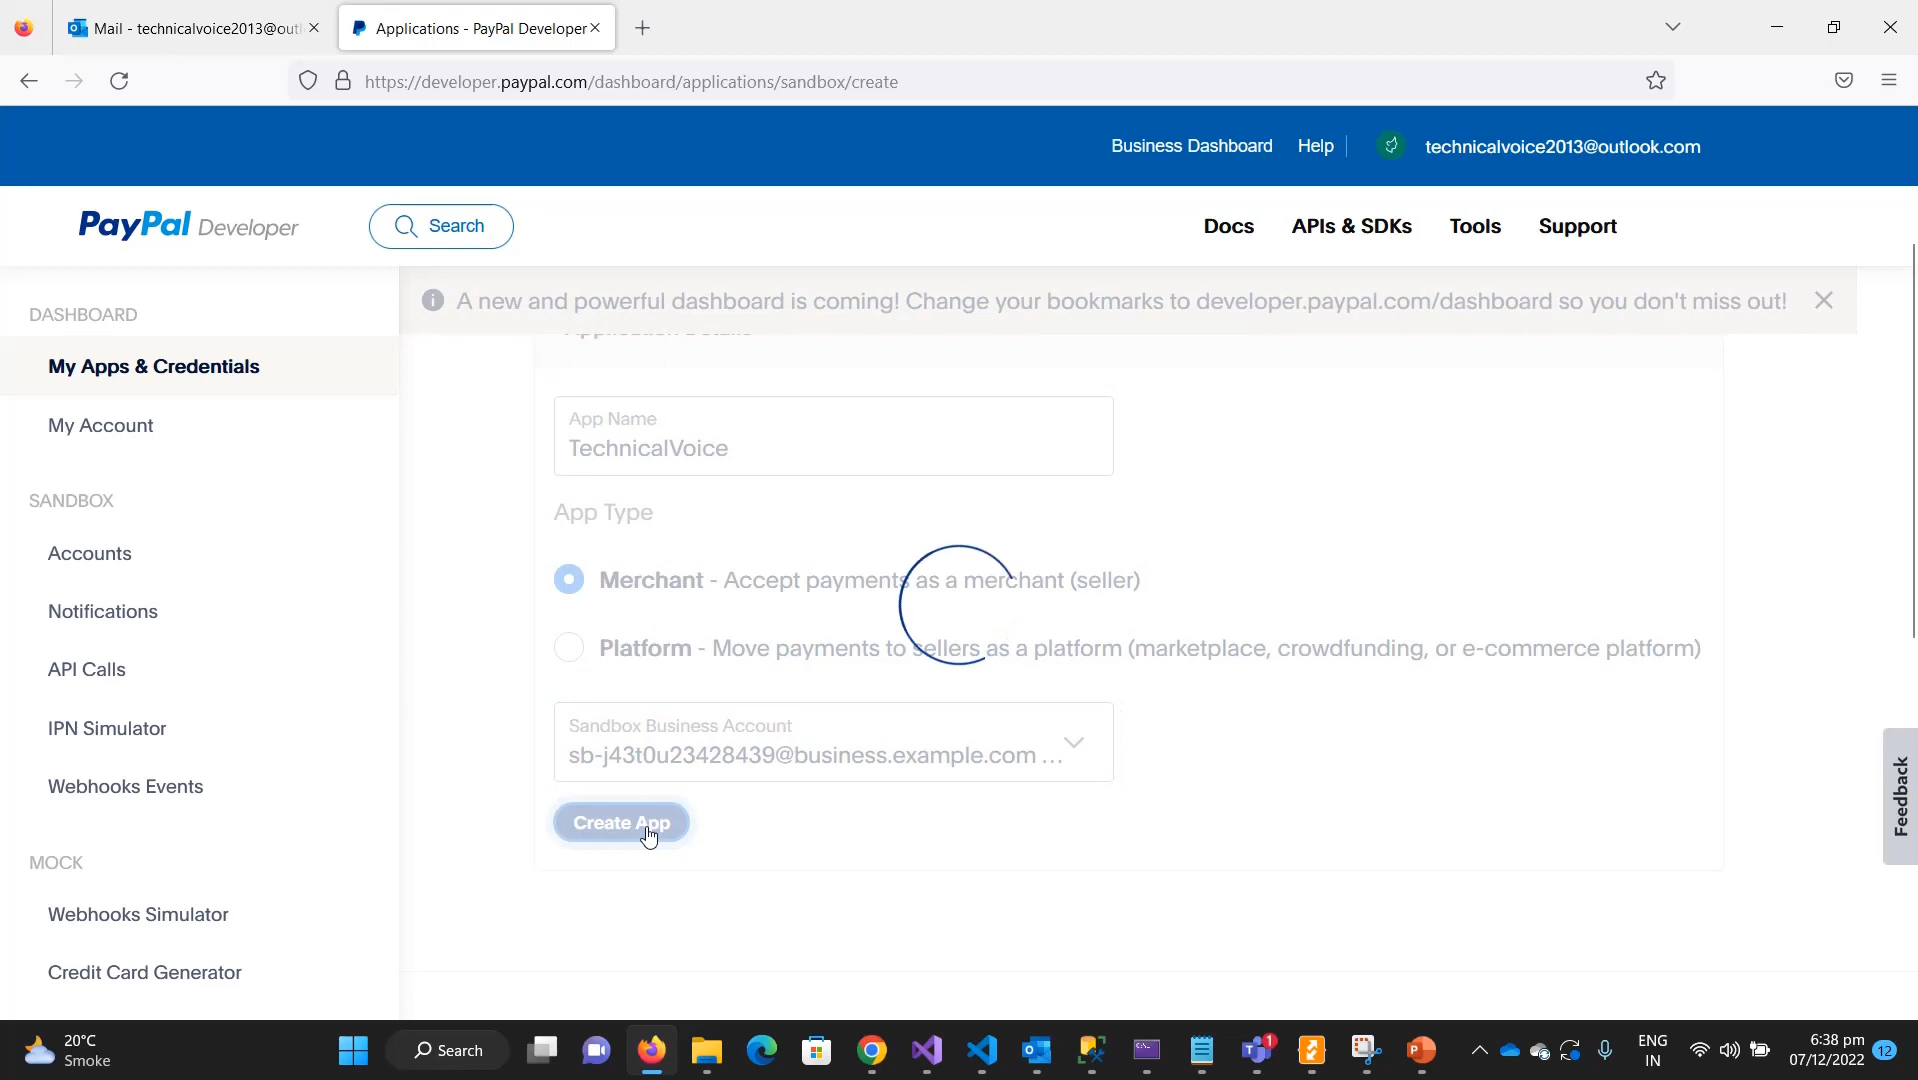 Mail - technicalvoice2013@outl
Applications - PayPal Developer
https://developer.paypal.com/dashboard/applications/sandbox/create
Business Dashboard
Help
technicalvoice2013@outlook.com
PayPal Developer
Search
Docs
APIs & SDKs
Tools
Support
A new and powerful dashboard is coming! Change your bookmarks to developer.paypal.com/dashboard so you don't miss out!
DASHBOARD
My Apps & Credentials
My Account
SANDBOX
Accounts
Notifications
API Calls
IPN Simulator
Webhooks Events
MOCK
Webhooks Simulator
Credit Card Generator
Application Details
App Name
TechnicalVoice
App Type
Merchant - Accept payments as a merchant (seller)
Platform - Move payments to sellers as a platform (marketplace, crowdfunding, or e-commerce platform)
Sandbox Business Account
sb-j43t0u23428439@business.example.com ...
Create App
Feedback
20°C
Smoke
Search
1
ENG
IN
6:38 pm
07/12/2022
12